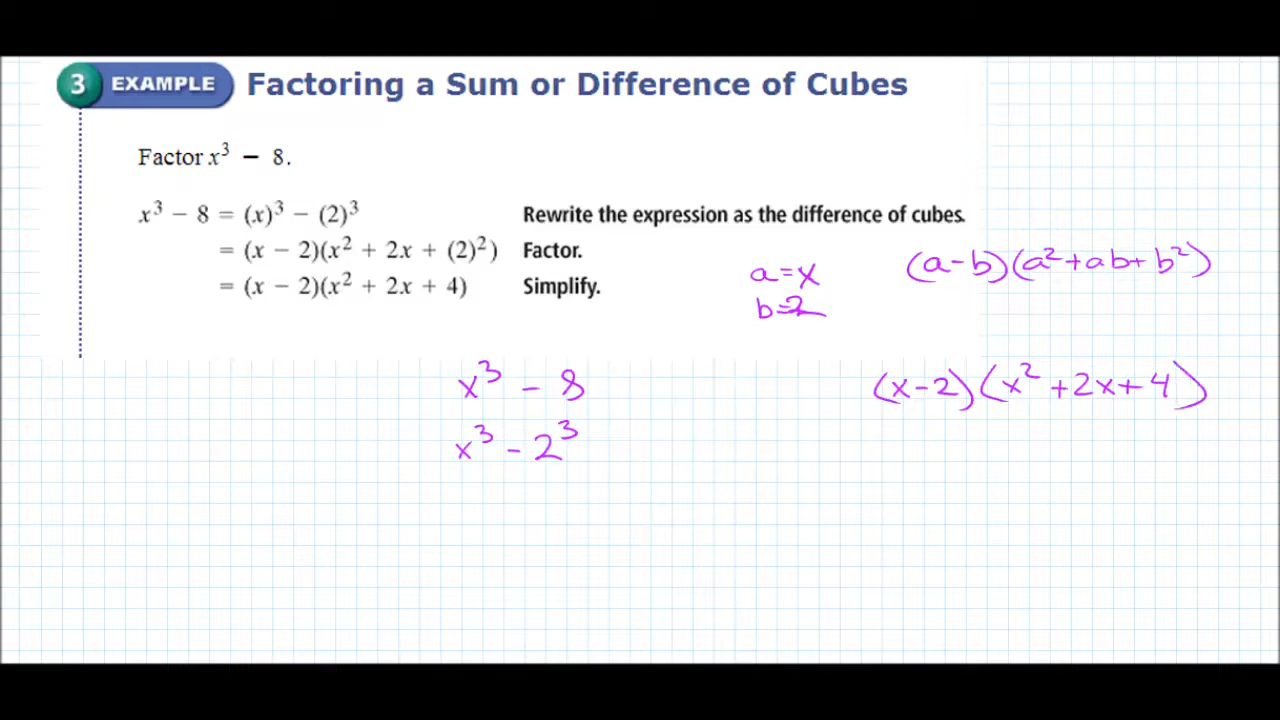 3 EXAMPLE Factoring a Sum or Difference of Cubes
Factor x³ − 8.
x³ − 8 = (x)³ − (2)³ Rewrite the expression as the difference of cubes.
= (x − 2)(x² + 2x + (2)²) Factor.
= (x − 2)(x² + 2x + 4) Simplify.
a = x
b = 2
(a − b)(a² + ab + b²)
x³ − 8
x³ − 2³
(x − 2)(x² + 2x + 4)